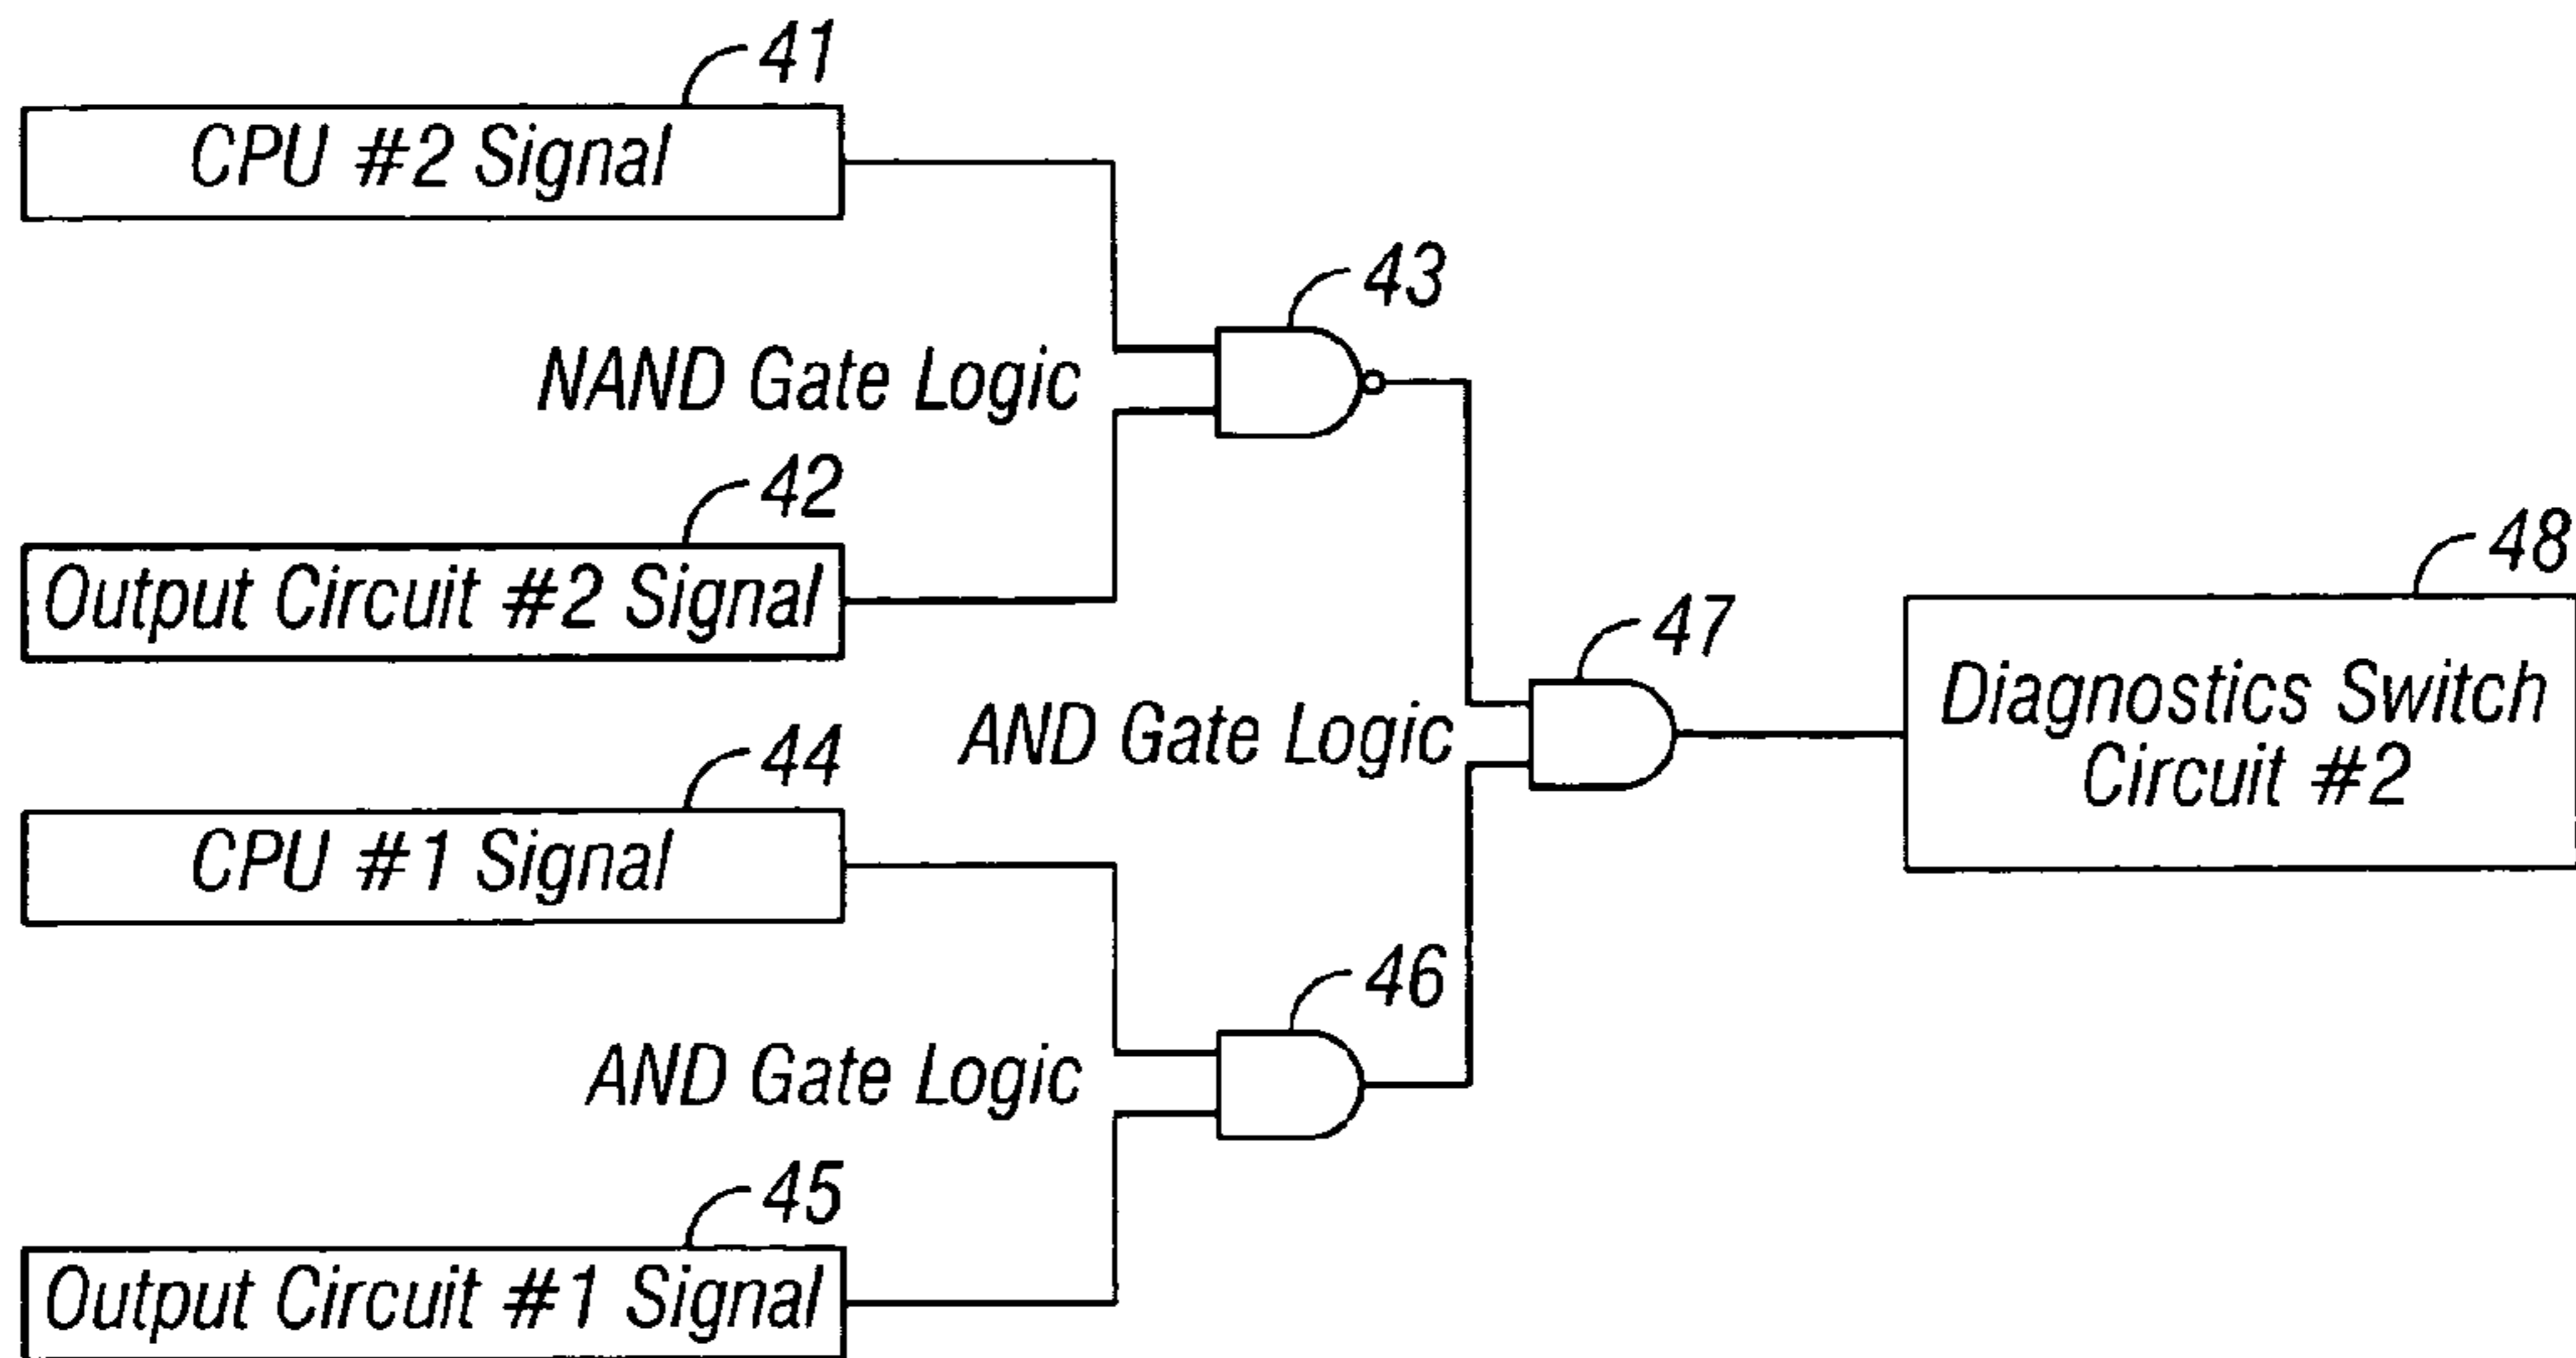 41
CPU #2 Signal
43
NAND Gate Logic
42
Output Circuit #2 Signal
48
47
Diagnostics Switch
Circuit #2
AND Gate Logic
44
CPU #1 Signal
46
AND Gate Logic
45
Output Circuit #1 Signal